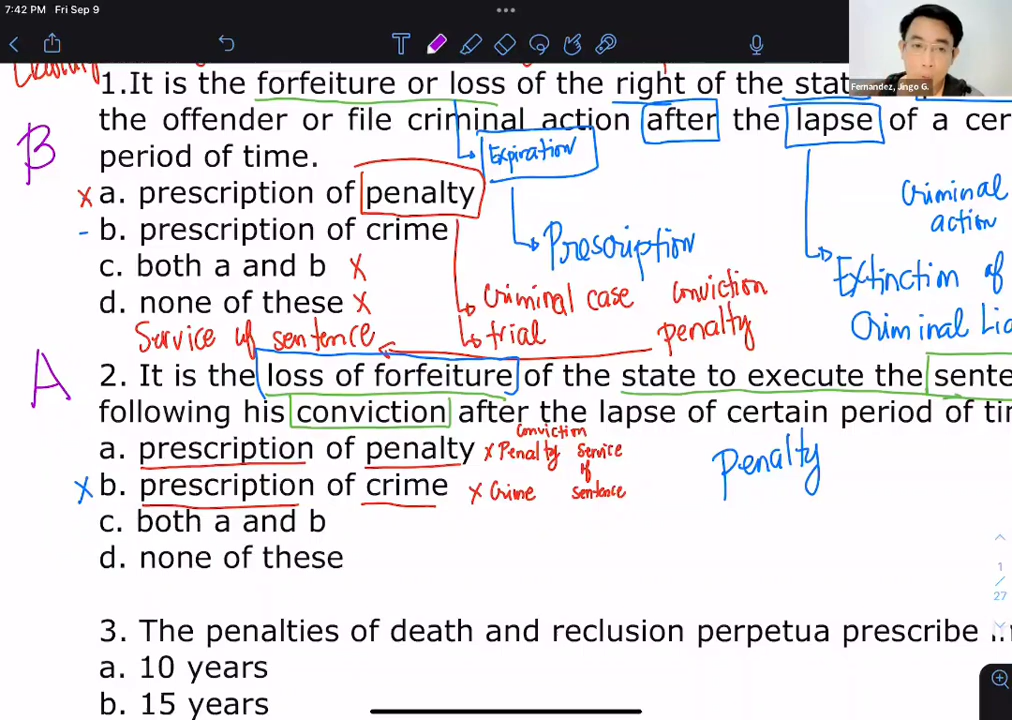 7:42 PM Fri Sep 9
Fernandez, Jingo G.
1.It is the forfeiture or loss of the right of the stat
the offender or file criminal action after the lapse of a cer
period of time.
B
Expiration
a. prescription of penalty
X
b. prescription of crime
-
Criminal
action
Prescription
c. both a and b X
Extinction of
d. none of these X
Criminal case conviction
Criminal Lia
Service of sentence
trial
penalty
A
2. It is the loss of forfeiture of the state to execute the sente
following his conviction after the lapse of certain period of tim
conviction
a. prescription of penalty x Penalty service
of
Penalty
X b. prescription of crime x Crime sentence
c. both a and b
d. none of these
1
/
27
3. The penalties of death and reclusion perpetua prescribe ..
a. 10 years
b. 15 years